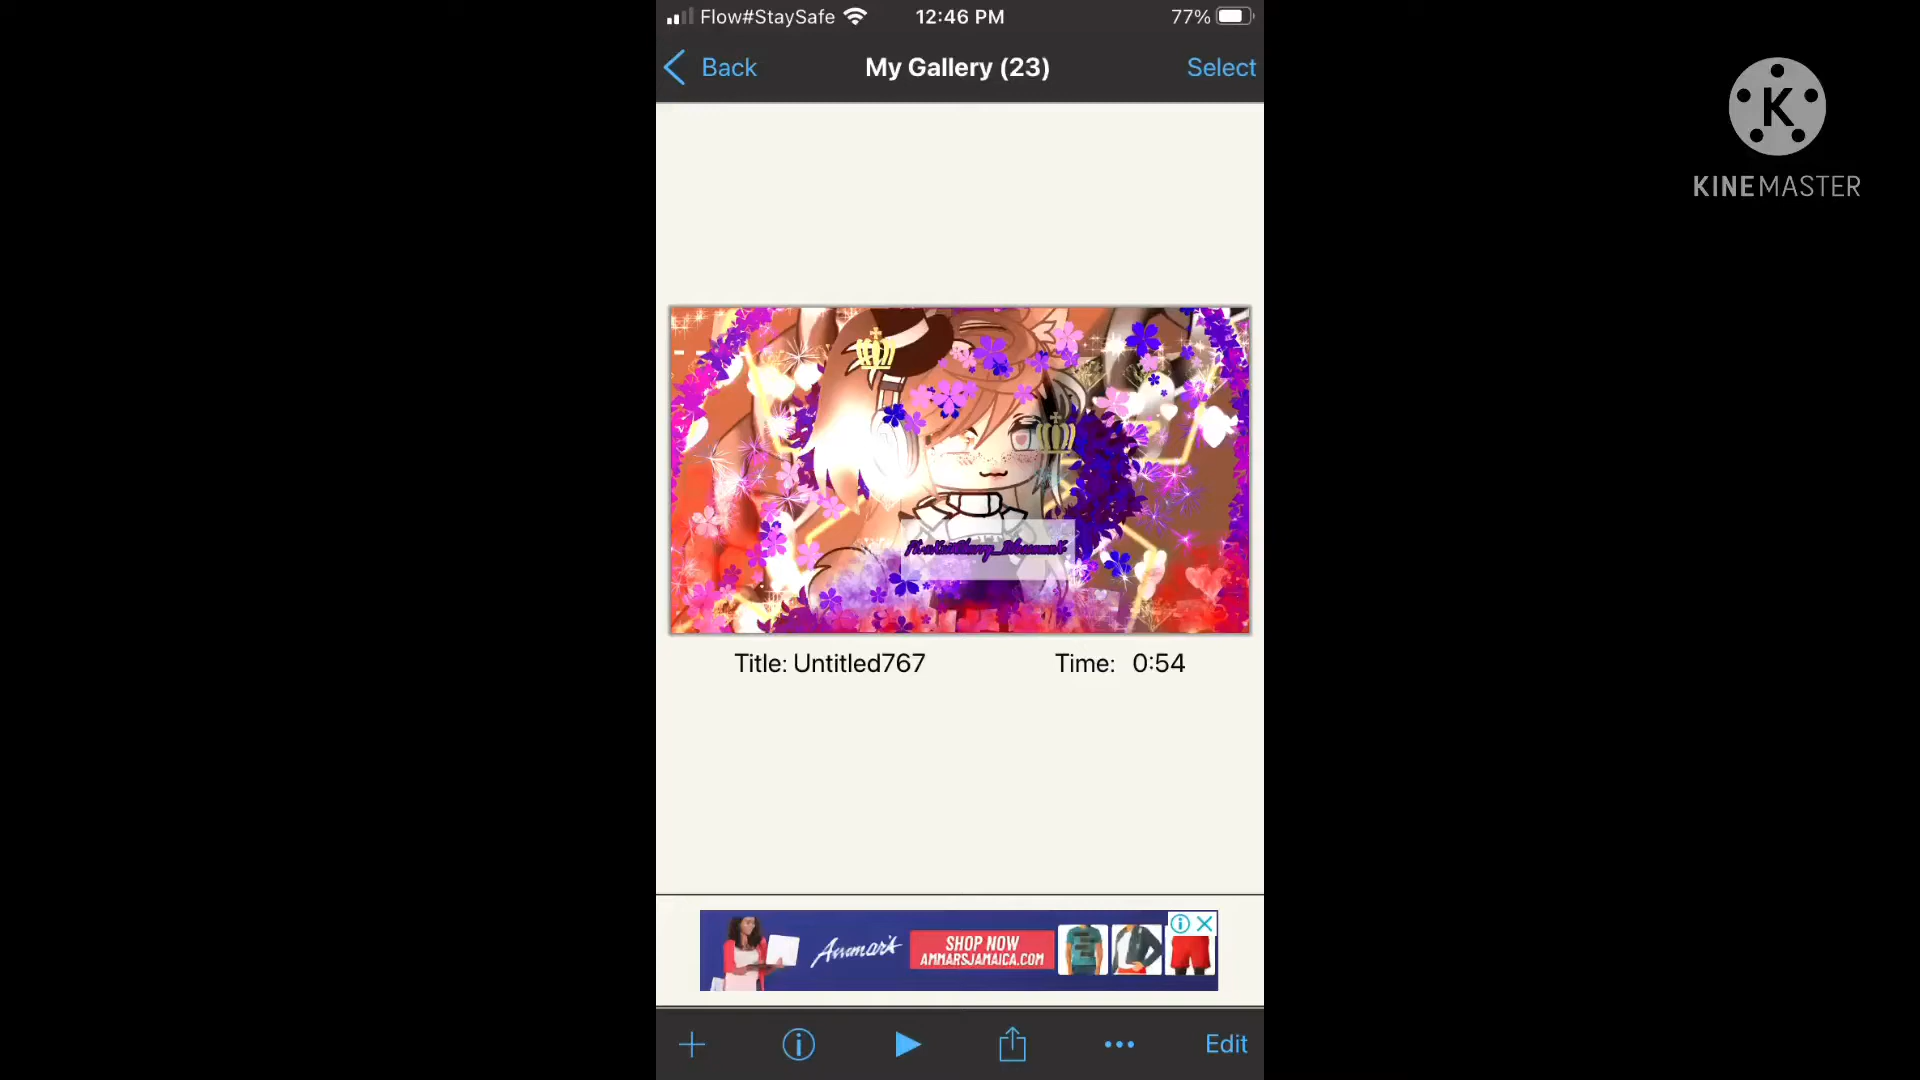 Flow#StaySafe 12:46 PM 77%
Back My Gallery (23) Select
KINEMASTER
Title: Untitled767 Time: 0:54
Ammar's SHOP NOW
AMMARSJAMAICA.COM
Edit